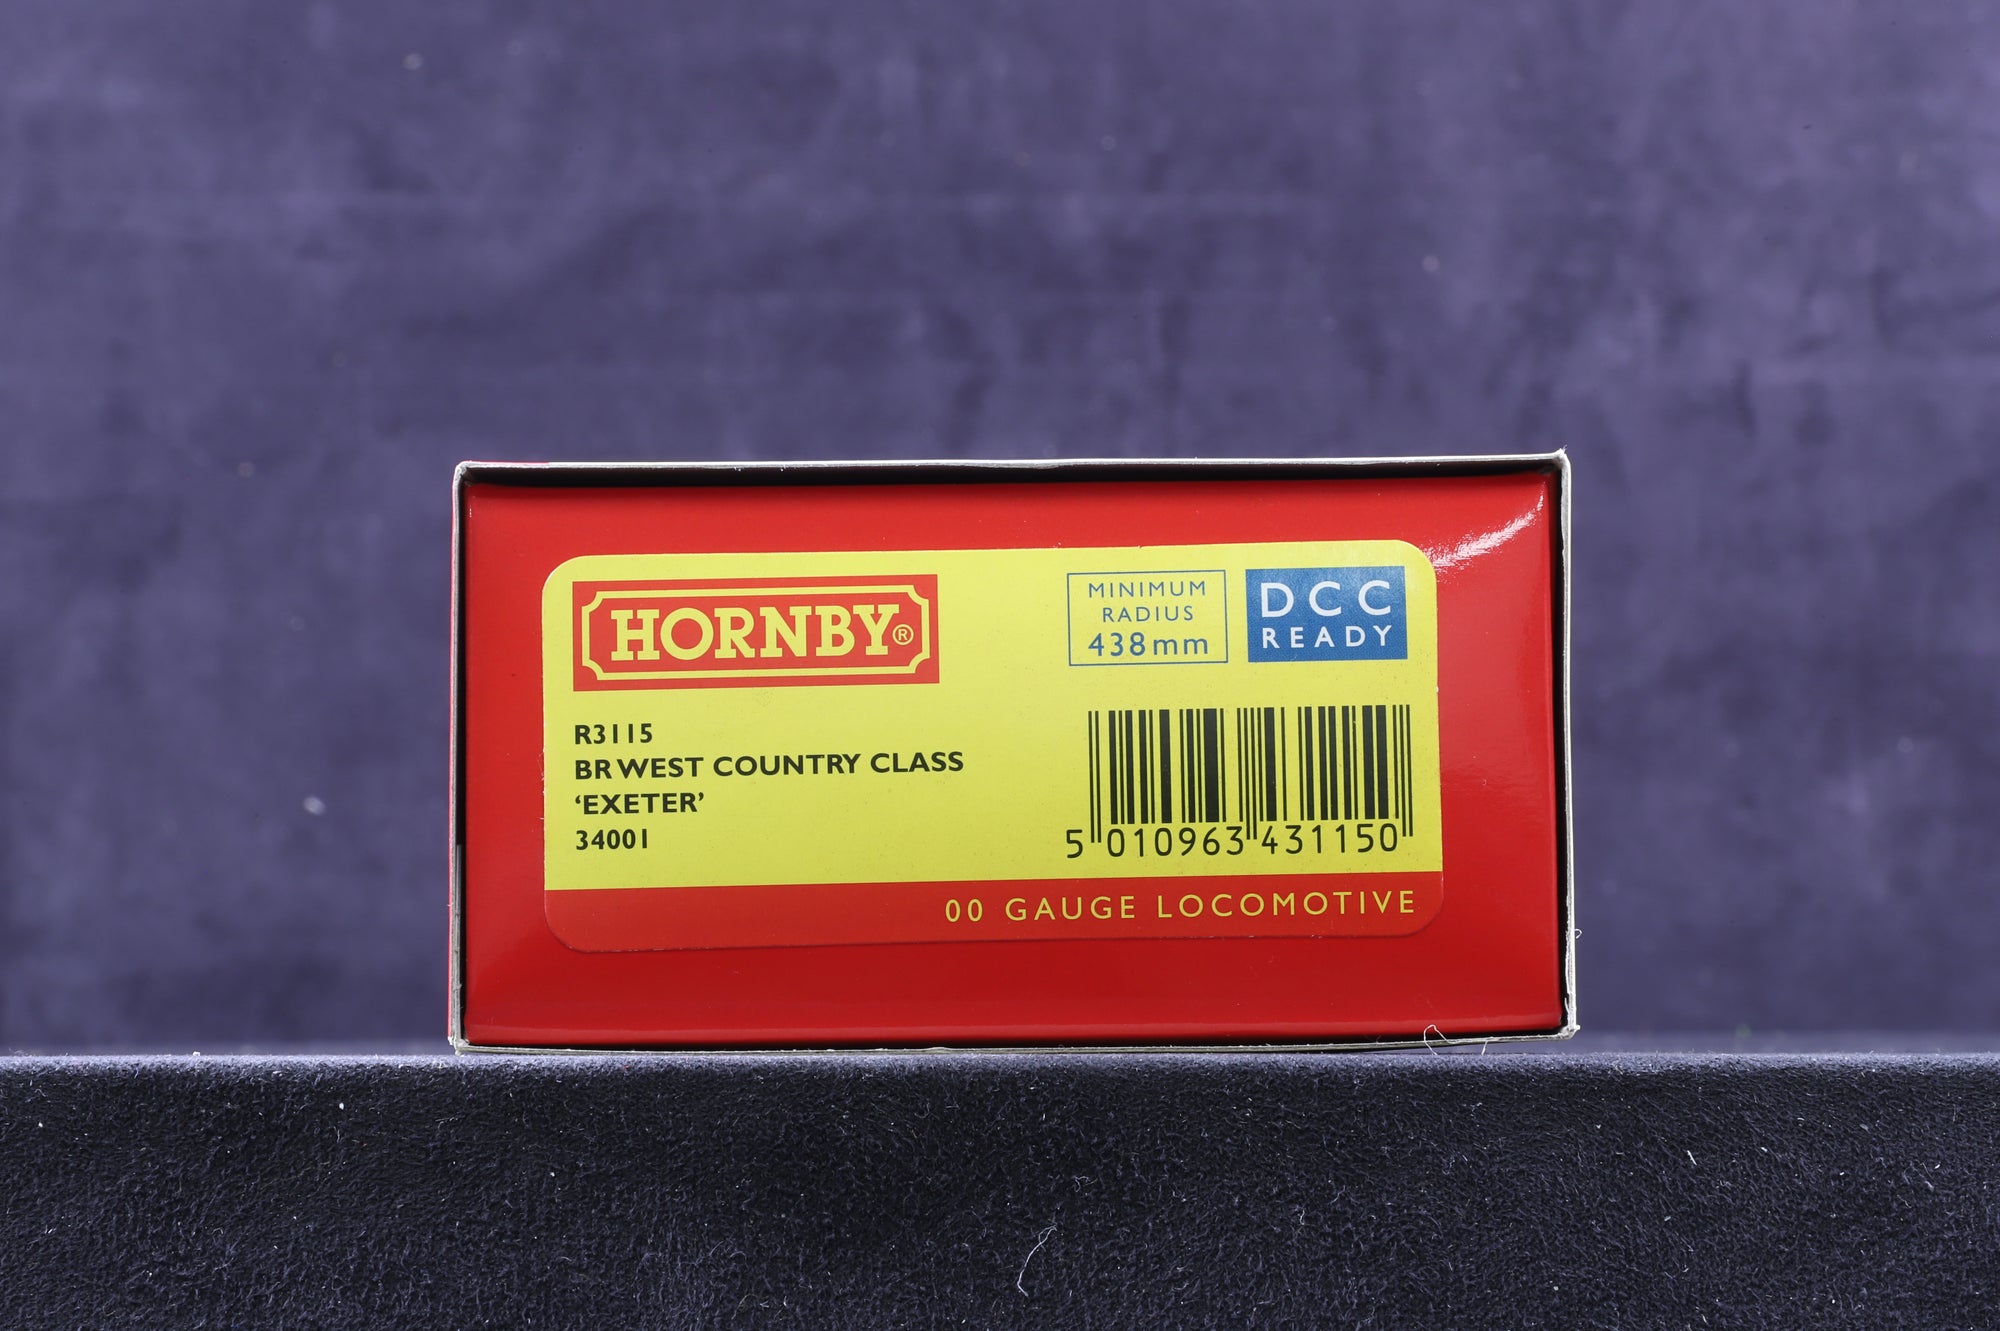 HORNBY®
MINIMUM
RADIUS
438mm
DCC
READY
R3115
BR WEST COUNTRY CLASS
‘EXETER’
34001
5 010963 431150
00 GAUGE LOCOMOTIVE